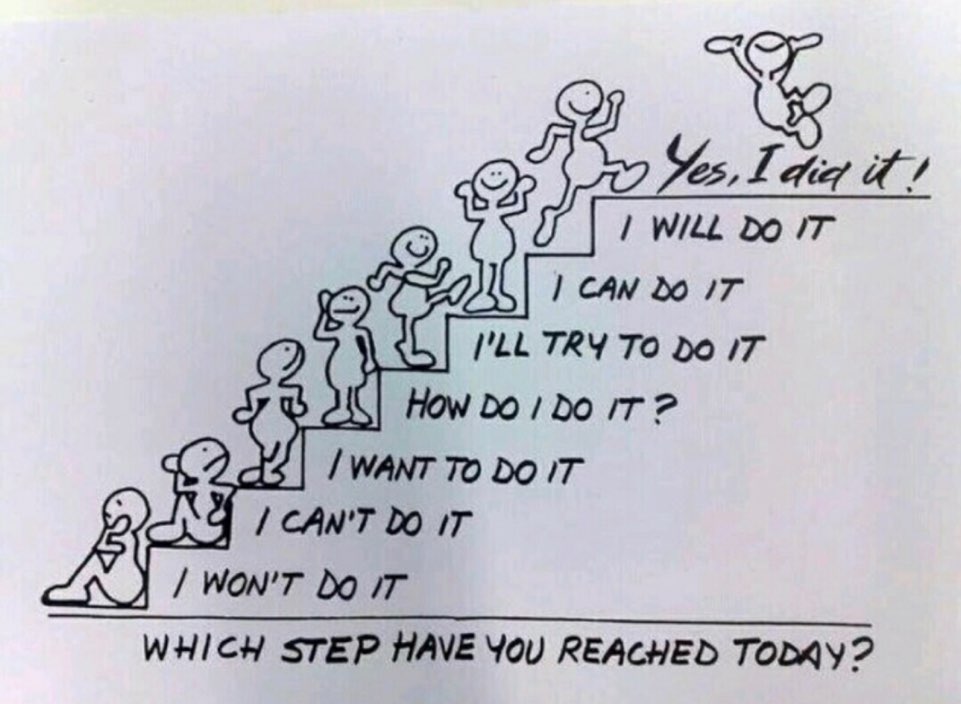 Yes, I did it!
I WILL DO IT
I CAN DO IT
I'LL TRY TO DO IT
HOW DO I DO IT?
I WANT TO DO IT
I CAN'T DO IT
I WON'T DO IT
WHICH STEP HAVE YOU REACHED TODAY?